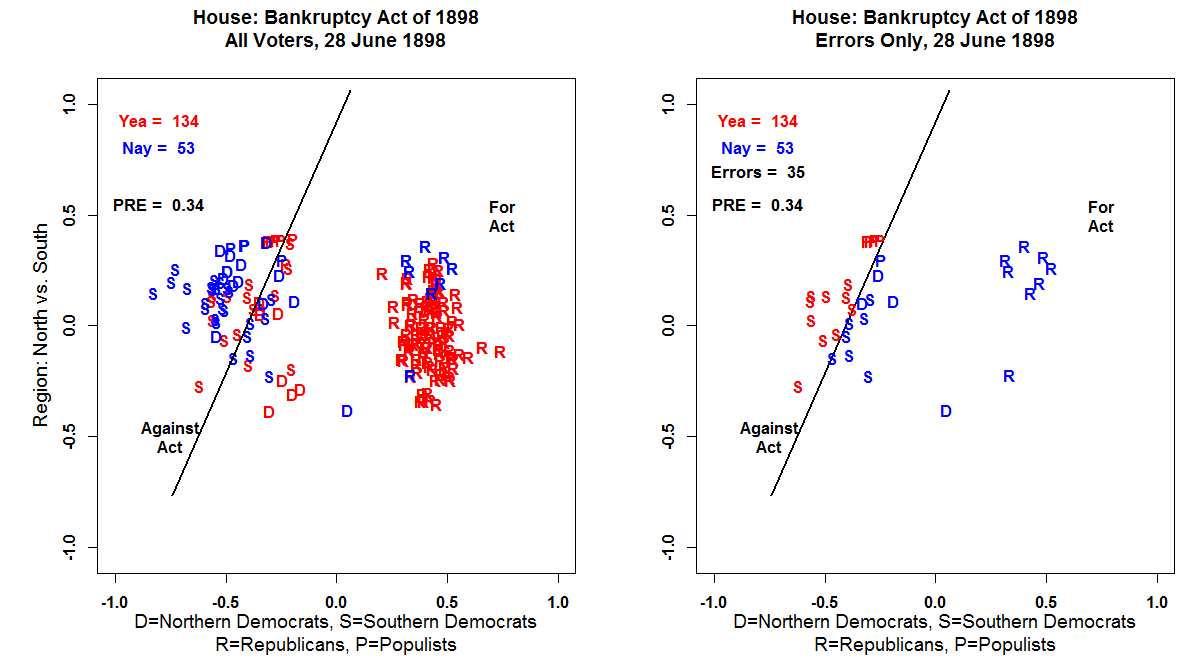 House: Bankruptcy Act of 1898
All Voters, 28 June 1898
Yea = 134
Nay = 53
PRE = 0.34
For
Act
Against
Act
Region: North vs. South
1.0
0.5
0.0
-0.5
-1.0
-1.0 -0.5 0.0 0.5 1.0
D=Northern Democrats, S=Southern Democrats
R=Republicans, P=Populists
House: Bankruptcy Act of 1898
Errors Only, 28 June 1898
Yea = 134
Nay = 53
Errors = 35
PRE = 0.34
For
Act
Against
Act
1.0
0.5
0.0
-0.5
-1.0
-1.0 -0.5 0.0 0.5 1.0
D=Northern Democrats, S=Southern Democrats
R=Republicans, P=Populists